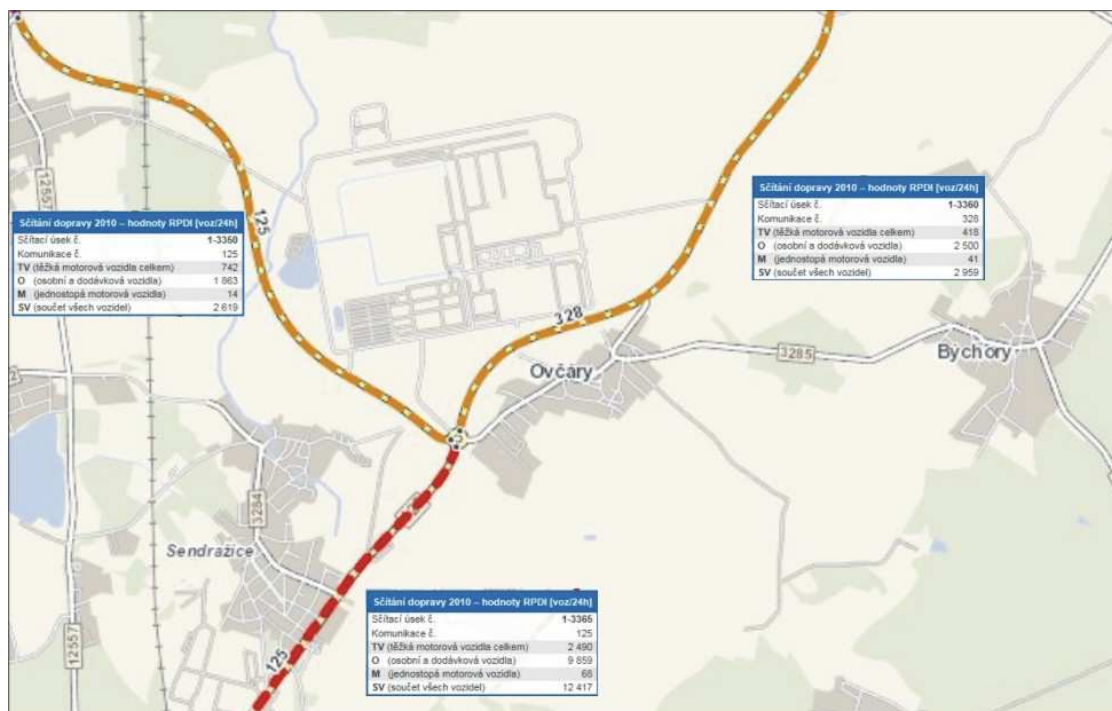 12557
125
Sčítání dopravy 2010 – hodnoty RPDI [voz/24h]
Sčítací úsek č. 1-3350
Komunikace č. 125
TV (těžká motorová vozidla celkem) 742
O (osobní a dodávková vozidla) 1 863
M (jednostopá motorová vozidla) 14
SV (součet všech vozidel) 2 619
Sčítání dopravy 2010 – hodnoty RPDI [voz/24h]
Sčítací úsek č. 1-3360
Komunikace č. 328
TV (těžká motorová vozidla celkem) 418
O (osobní a dodávková vozidla) 2 500
M (jednostopá motorová vozidla) 41
SV (součet všech vozidel) 2 959
328
Ovčáry
3285
Bychory
2
3284
Sendražice
12557
125
Sčítání dopravy 2010 – hodnoty RPDI [voz/24h]
Sčítací úsek č. 1-3365
Komunikace č. 125
TV (těžká motorová vozidla celkem) 2 490
O (osobní a dodávková vozidla) 9 859
M (jednostopá motorová vozidla) 68
SV (součet všech vozidel) 12 417